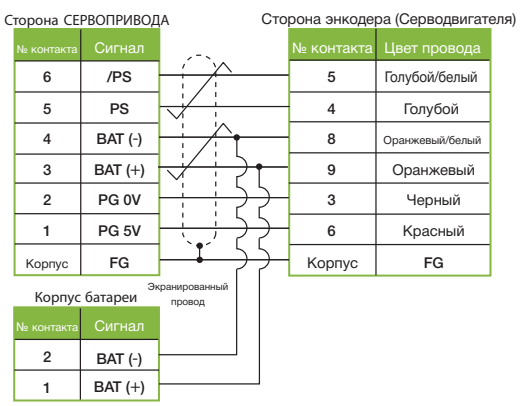 Сторона СЕРВОПРИВОДА
Сторона энкодера (Серводвигателя)
№ контакта Сигнал
№ контакта Цвет провода
6 /PS 5 Голубой/белый
5 PS 4 Голубой
4 BAT (-) 8 Оранжевый/белый
3 BAT (+) 9 Оранжевый
2 PG 0V 3 Черный
1 PG 5V 6 Красный
Корпус FG Корпус FG
Экранированный
провод
Корпус батареи
№ контакта Сигнал
2 BAT (-)
1 BAT (+)